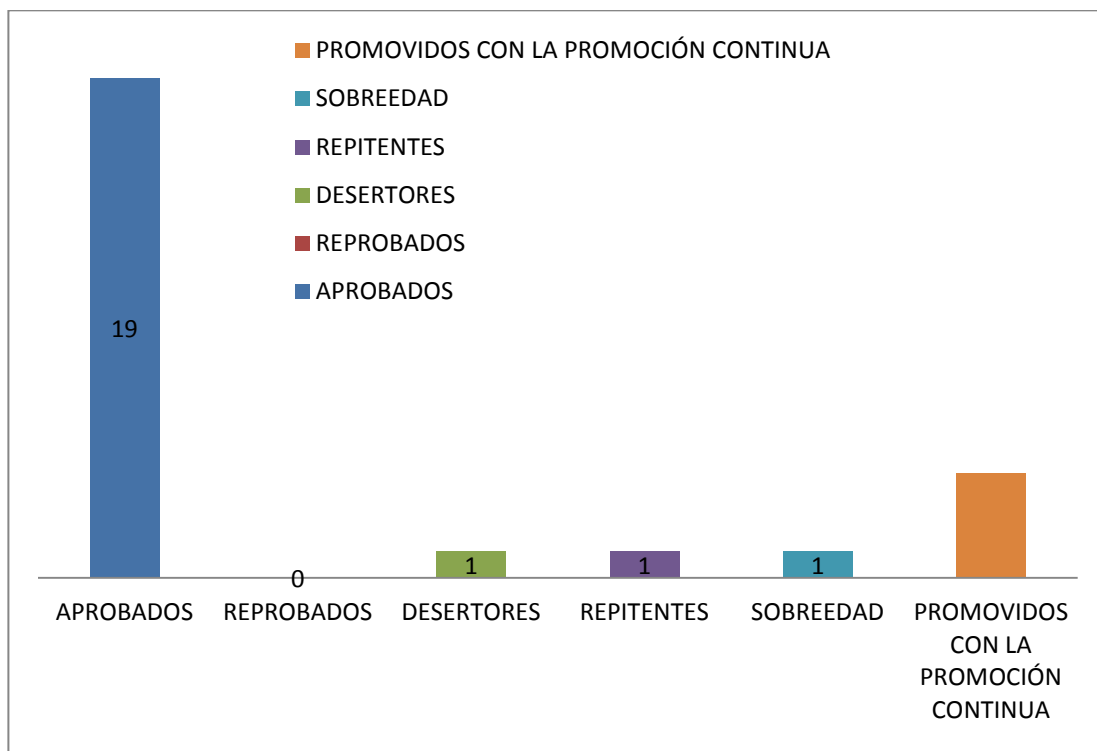 PROMOVIDOS CON LA PROMOCIÓN CONTINUA
SOBREEDAD
REPITENTES
DESERTORES
REPROBADOS
APROBADOS
19
0
1
1
1
APROBADOS
REPROBADOS
DESERTORES
REPITENTES
SOBREEDAD
PROMOVIDOS
CON LA
PROMOCIÓN
CONTINUA